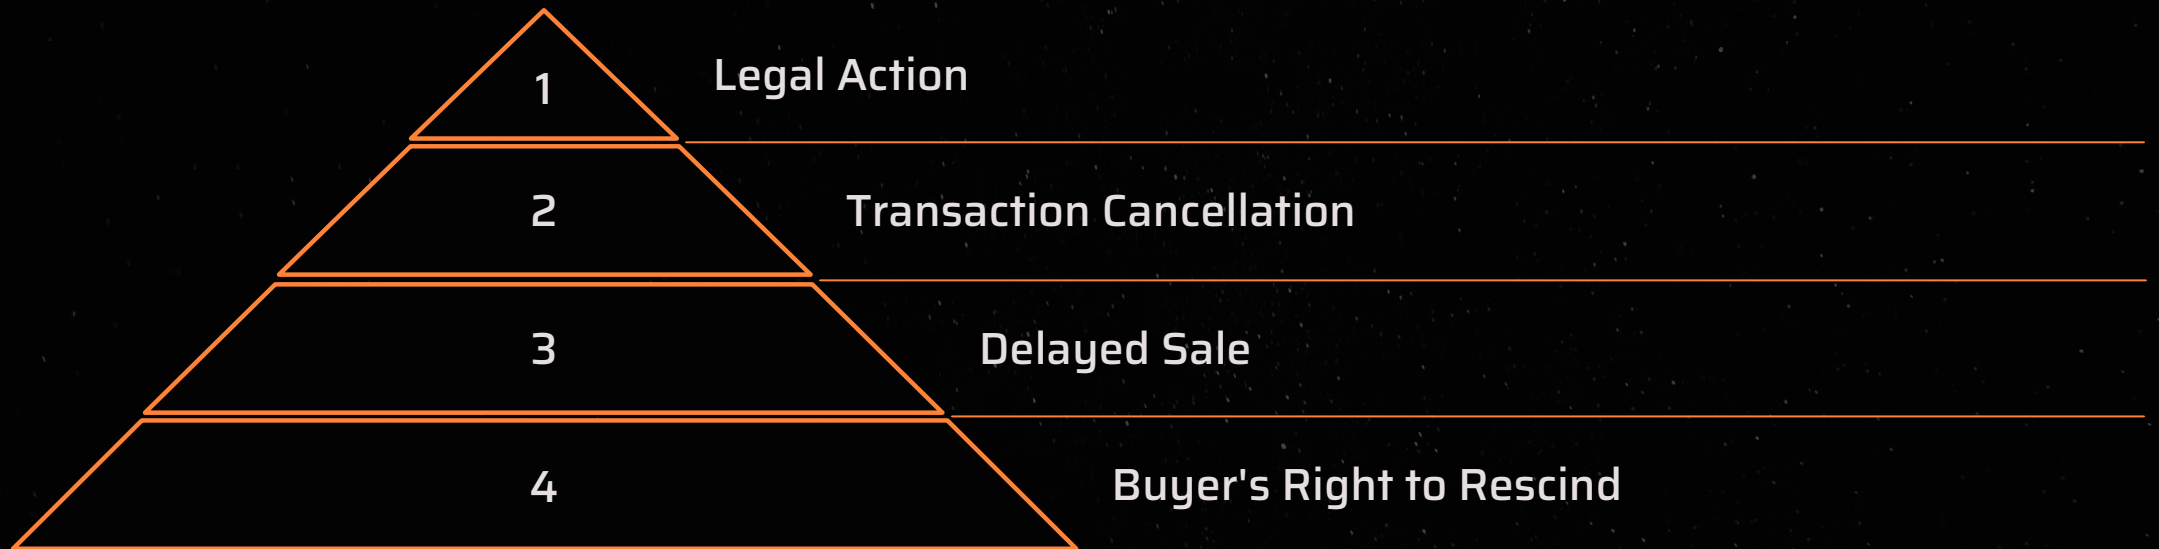 1
Legal Action
2
Transaction Cancellation
3
Delayed Sale
4
Buyer's Right to Rescind